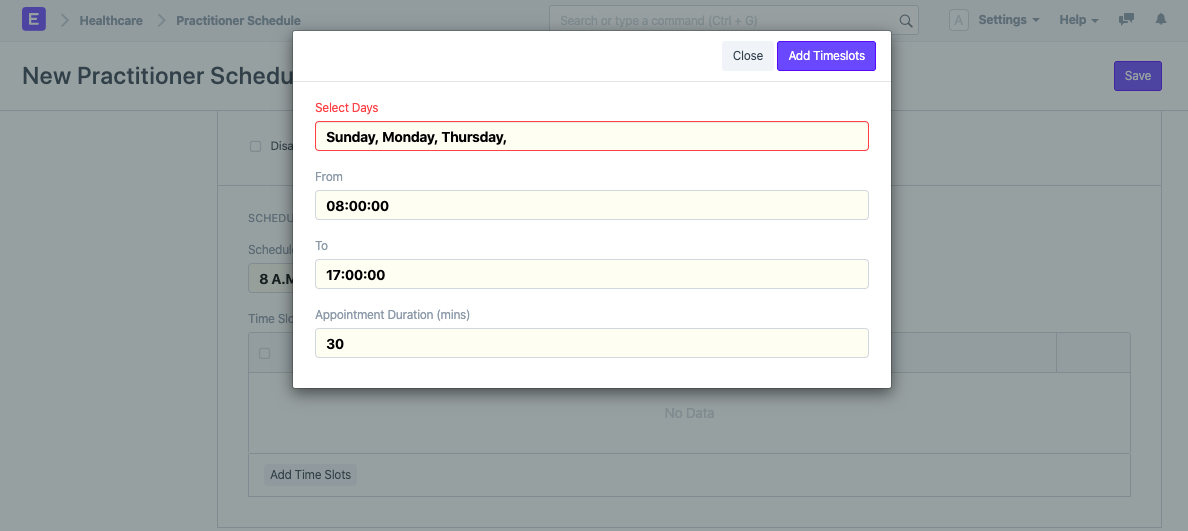 E Healthcare Practitioner Schedule Search or type a command (Ctrl + G) A Settings Help
Close Add Timeslots
New Practitioner Schedu Save
Select Days
Sunday, Monday, Thursday,
Disa
From
08:00:00
SCHEDU
To
Schedule
17:00:00
8 A.M
Appointment Duration (mins)
Time Slo
30
No Data
Add Time Slots